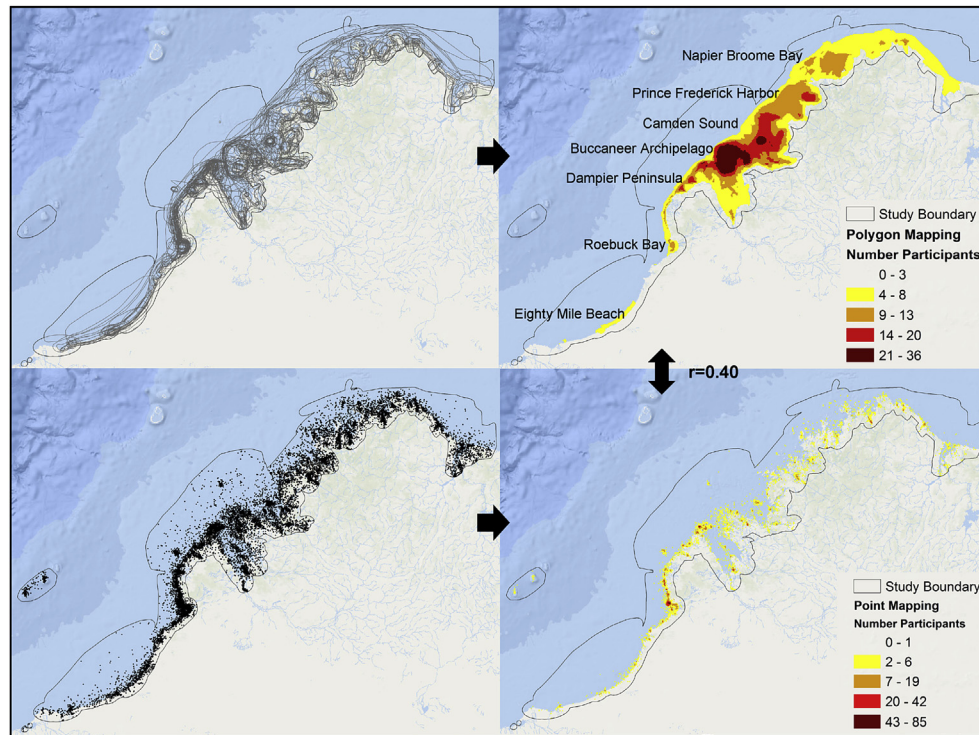 Napier Broome Bay
Prince Frederick Harbor
Camden Sound
Buccaneer Archipelago
Dampier Peninsula
Roebuck Bay
Eighty Mile Beach
Study Boundary
Polygon Mapping
Number Participants
0 - 3
4 - 8
9 - 13
14 - 20
21 - 36
r=0.40
Study Boundary
Point Mapping
Number Participants
0 - 1
2 - 6
7 - 19
20 - 42
43 - 85